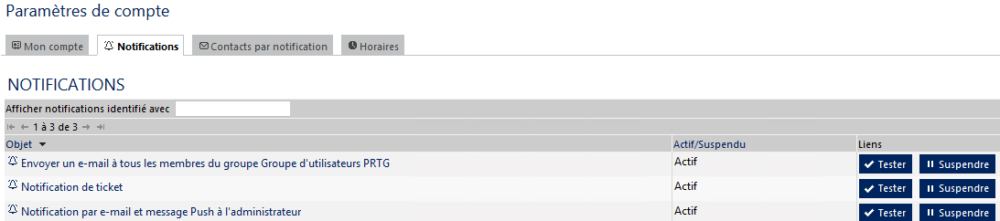 Paramètres de compte
Mon compte Notifications Contacts par notification Horaires
NOTIFICATIONS
Afficher notifications identifié avec
1 à 3 de 3
Objet Actif/Suspendu Liens
Envoyer un e-mail à tous les membres du groupe Groupe d'utilisateurs PRTG Actif Tester Suspendre
Notification de ticket Actif Tester Suspendre
Notification par e-mail et message Push à l'administrateur Actif Tester Suspendre